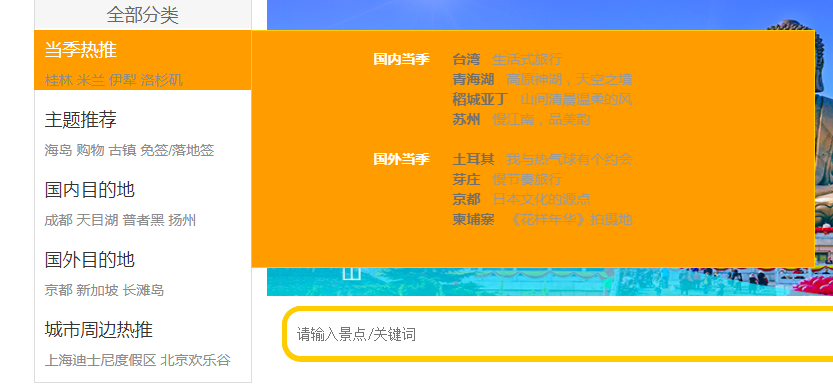 全部分类
当季热推
桂林 米兰 伊犁 洛杉矶
主题推荐
海岛 购物 古镇 免签/落地签
国内目的地
成都 天目湖 普者黑 扬州
国外目的地
京都 新加坡 长滩岛
城市周边热推
上海迪士尼度假区 北京欢乐谷
国内当季 台湾 生活式旅行
青海湖 高原神湖，天空之境
稻城亚丁 山间清晨温柔的风
苏州 很江南，品美韵
国外当季 土耳其 我与热气球有个约会
芽庄 慢节奏旅行
京都 日本文化的源点
柬埔寨 《花样年华》拍摄地
请输入景点/关键词